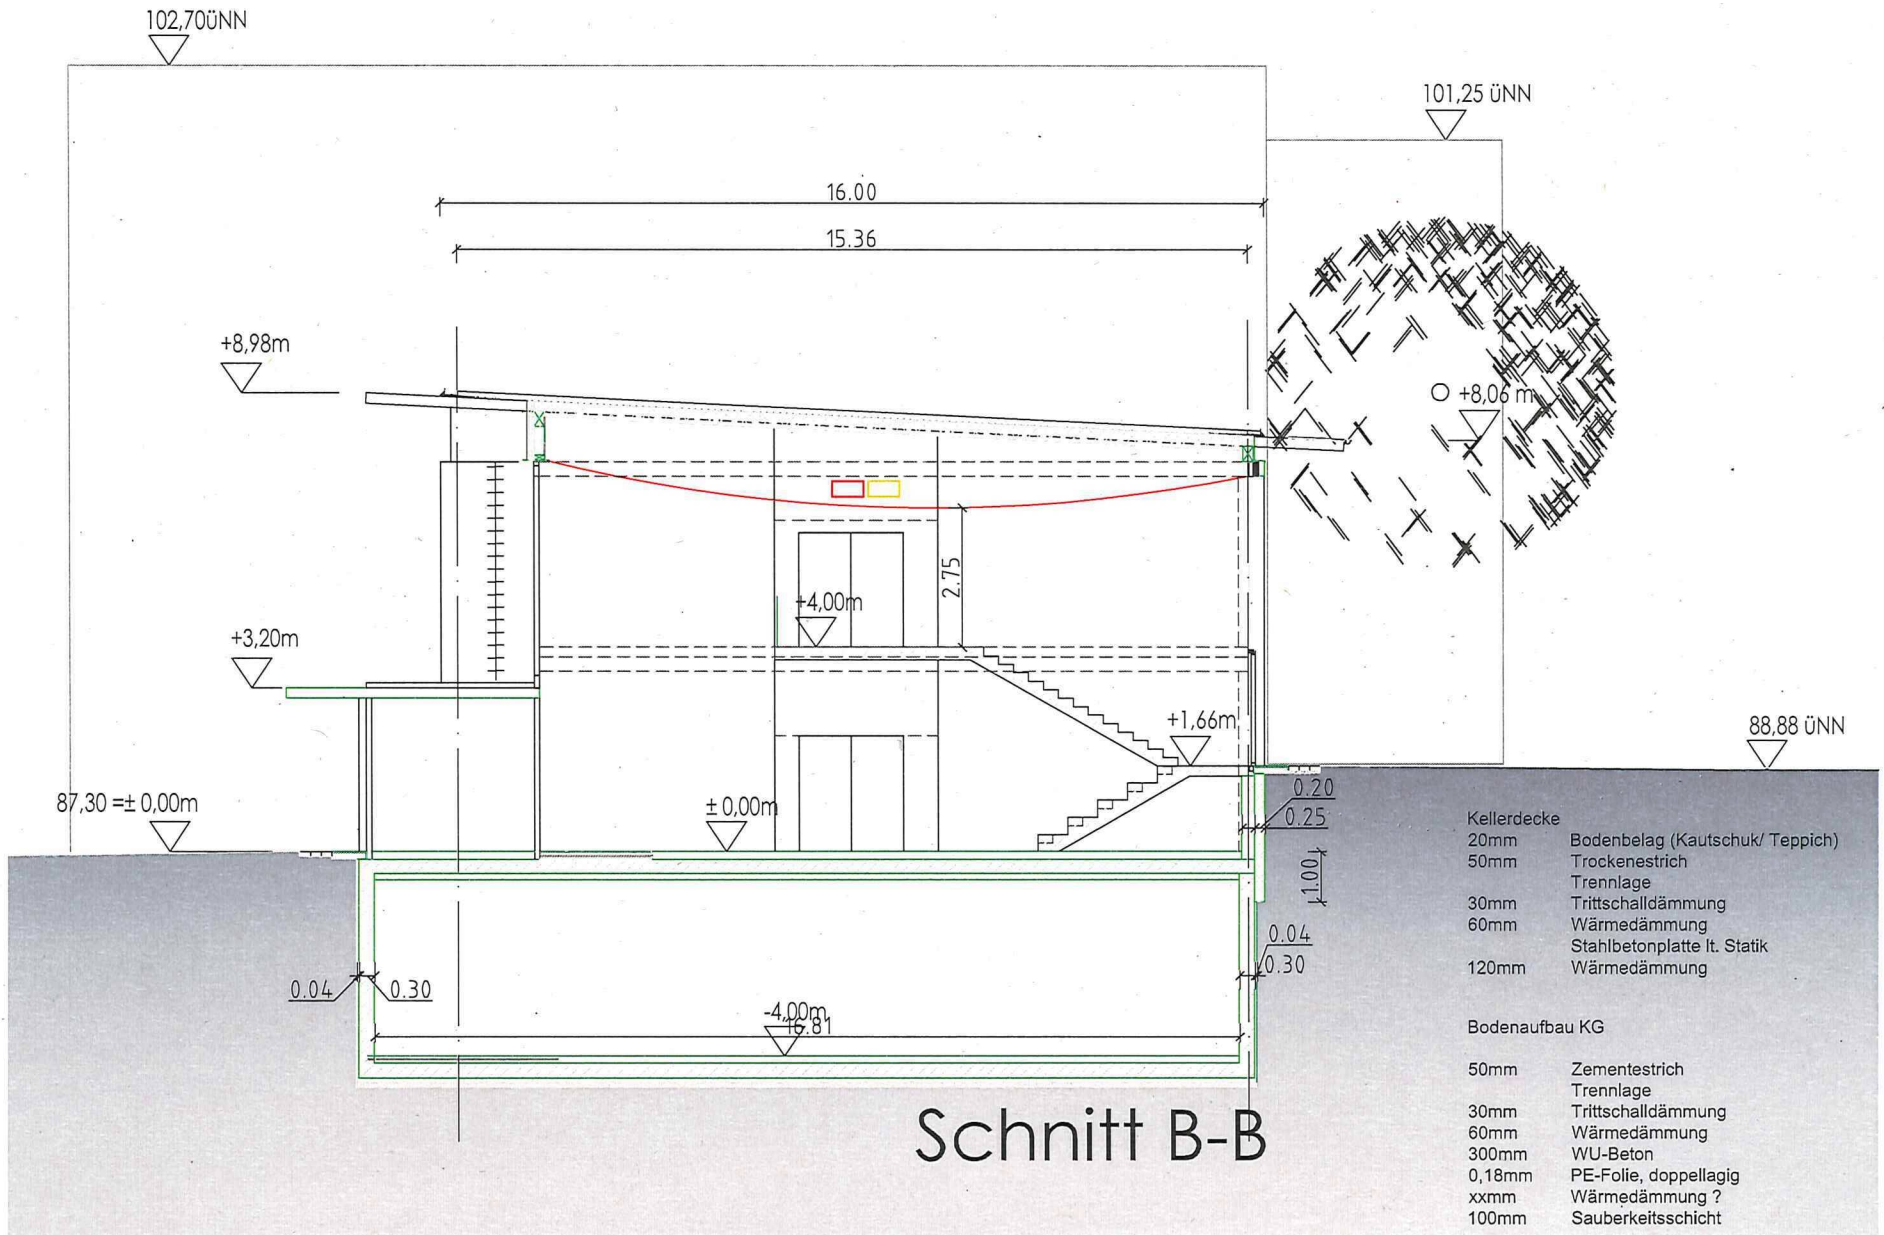 102,70üNN
101,25 üNN
16.00
15.36
+8,98m
+8,06 m
2.75
+4,00m
+3,20m
+1,66m
88,88 üNN
87,30 =± 0,00m
± 0,00m
0.20
0.25
1.00
0.04
0.30
0.04
0.30
-4,00m
16.81
Schnitt B-B
Kellerdecke
20mm Bodenbelag (Kautschuk/ Teppich)
50mm Trockenestrich
Trennlage
30mm Trittschalldämmung
60mm Wärmedämmung
Stahlbetonplatte lt. Statik
120mm Wärmedämmung
Bodenaufbau KG
50mm Zementestrich
Trennlage
30mm Trittschalldämmung
60mm Wärmedämmung
300mm WU-Beton
0,18mm PE-Folie, doppellagig
xxmm Wärmedämmung ?
100mm Sauberkeitsschicht